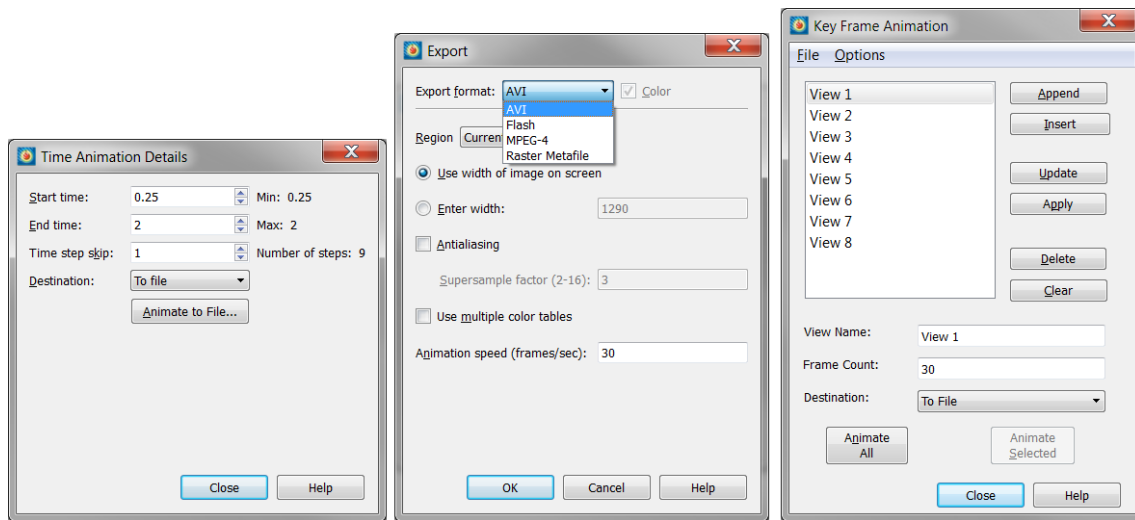 Time Animation Details
Start time: 0.25 Min: 0.25
End time: 2 Max: 2
Time step skip: 1 Number of steps: 9
Destination: To file
Animate to File...
Close Help
Export
Export format: AVI Color
AVI
Flash
MPEG-4
Raster Metafile
Region Current
Use width of image on screen
Enter width: 1290
Antialiasing
Supersample factor (2-16): 3
Use multiple color tables
Animation speed (frames/sec): 30
OK Cancel Help
Key Frame Animation
File Options
View 1
View 2
View 3
View 4
View 5
View 6
View 7
View 8
Append
Insert
Update
Apply
Delete
Clear
View Name: View 1
Frame Count: 30
Destination: To File
Animate All
Animate Selected
Close Help